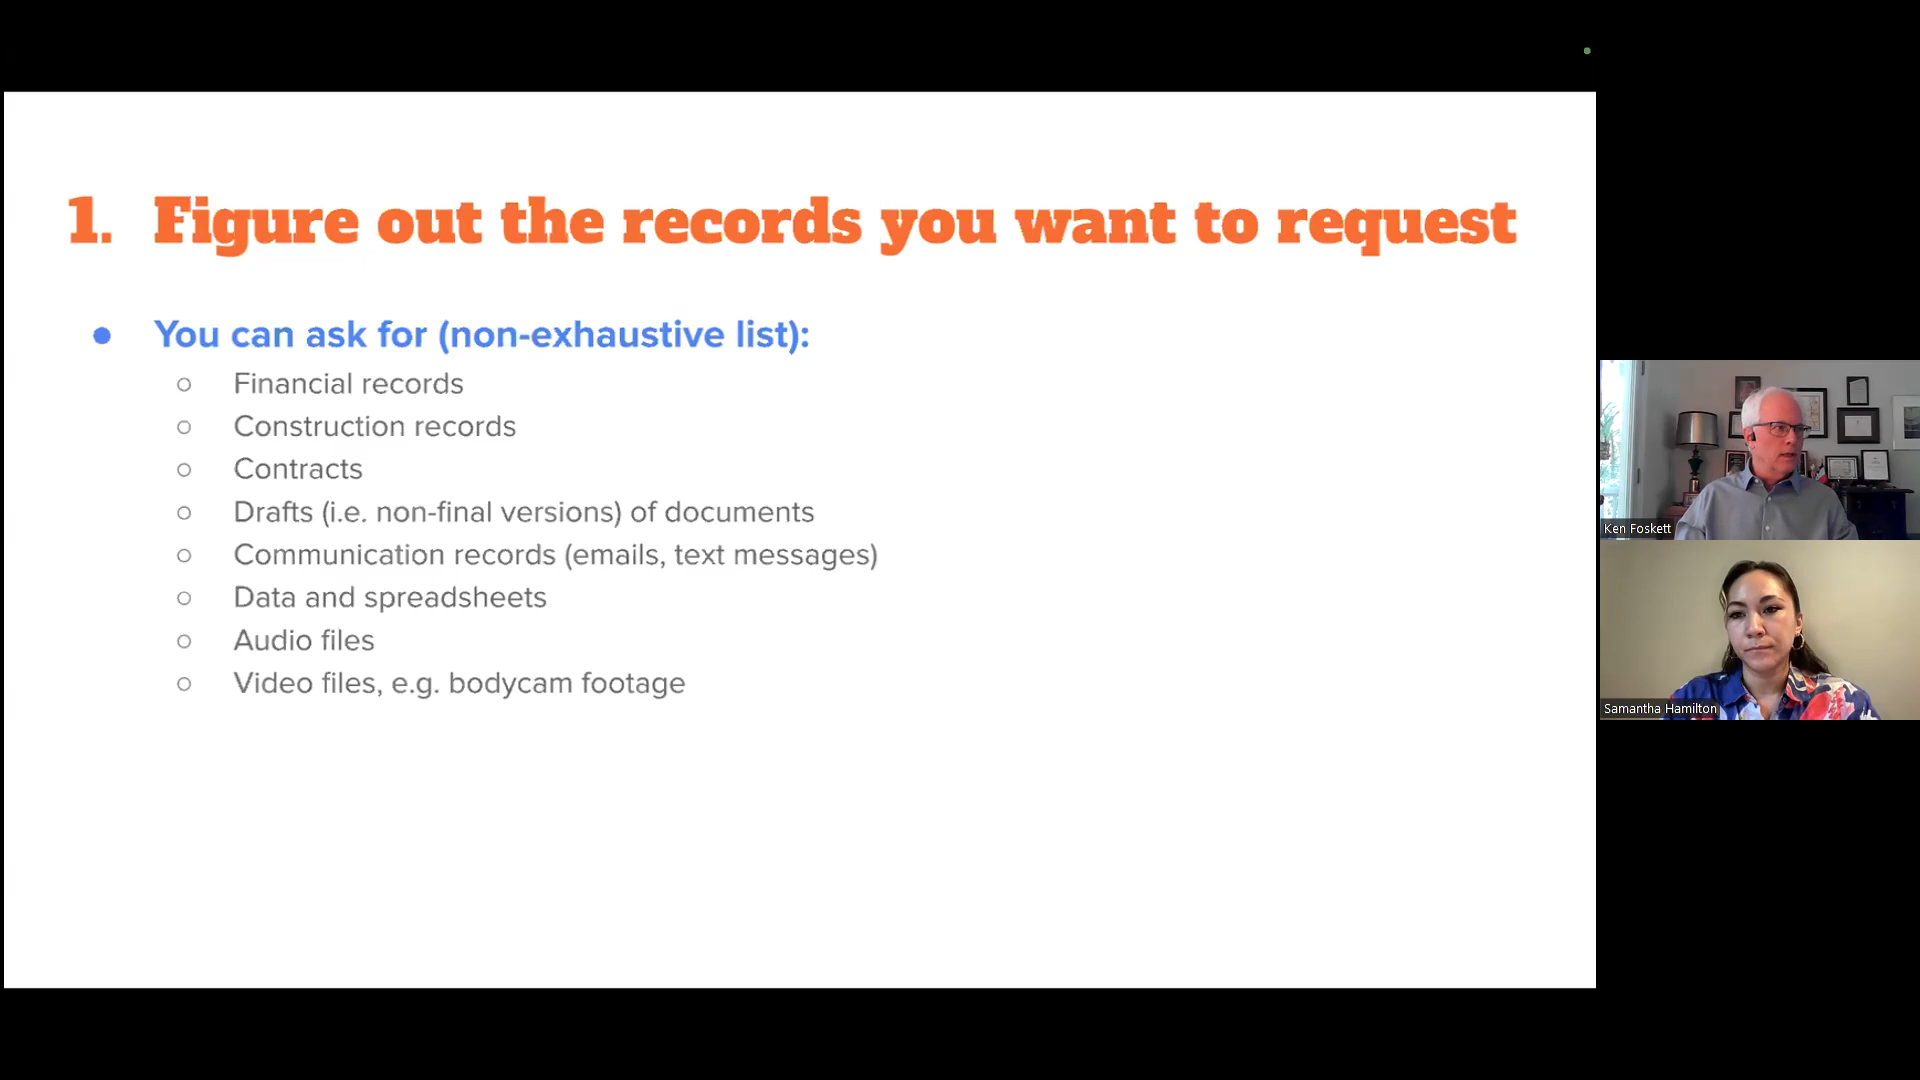 1. Figure out the records you want to request
● You can ask for (non-exhaustive list):
○ Financial records
○ Construction records
○ Contracts
○ Drafts (i.e. non-final versions) of documents
○ Communication records (emails, text messages)
○ Data and spreadsheets
○ Audio files
○ Video files, e.g. bodycam footage
Ken Foskett
Samantha Hamilton